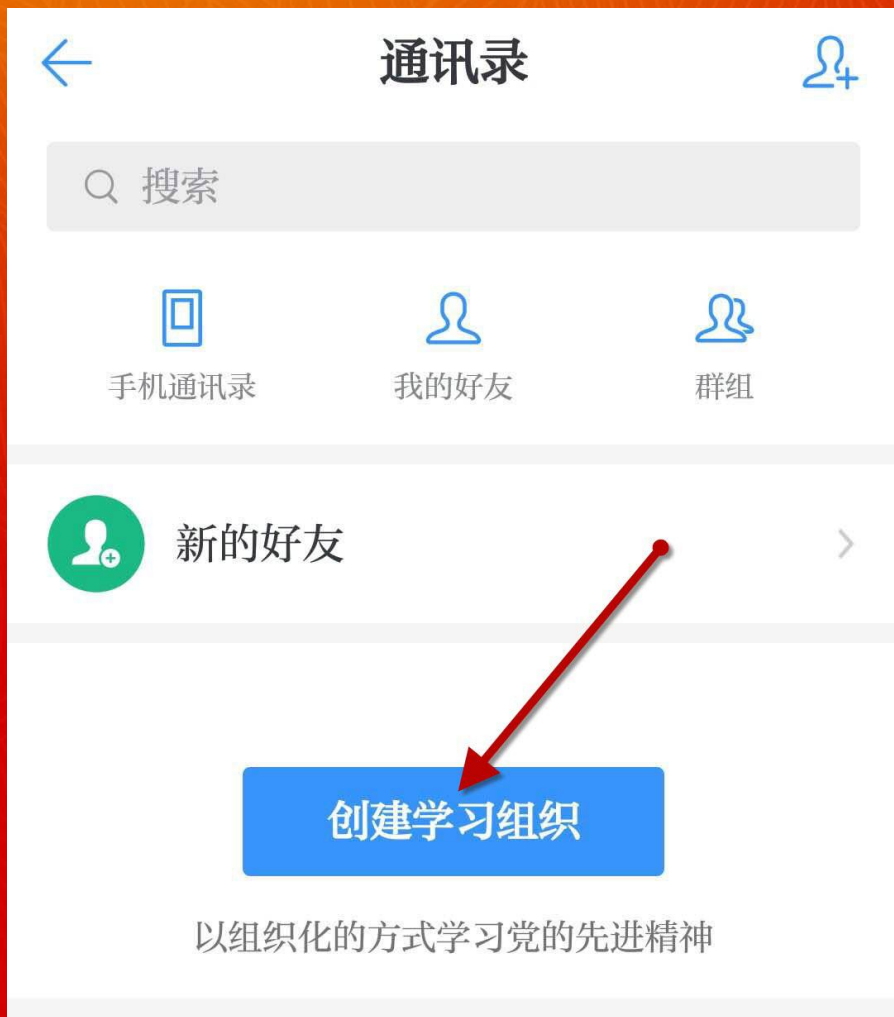 通讯录
搜索
手机通讯录 我的好友 群组
新的好友
创建学习组织
以组织化的方式学习党的先进精神